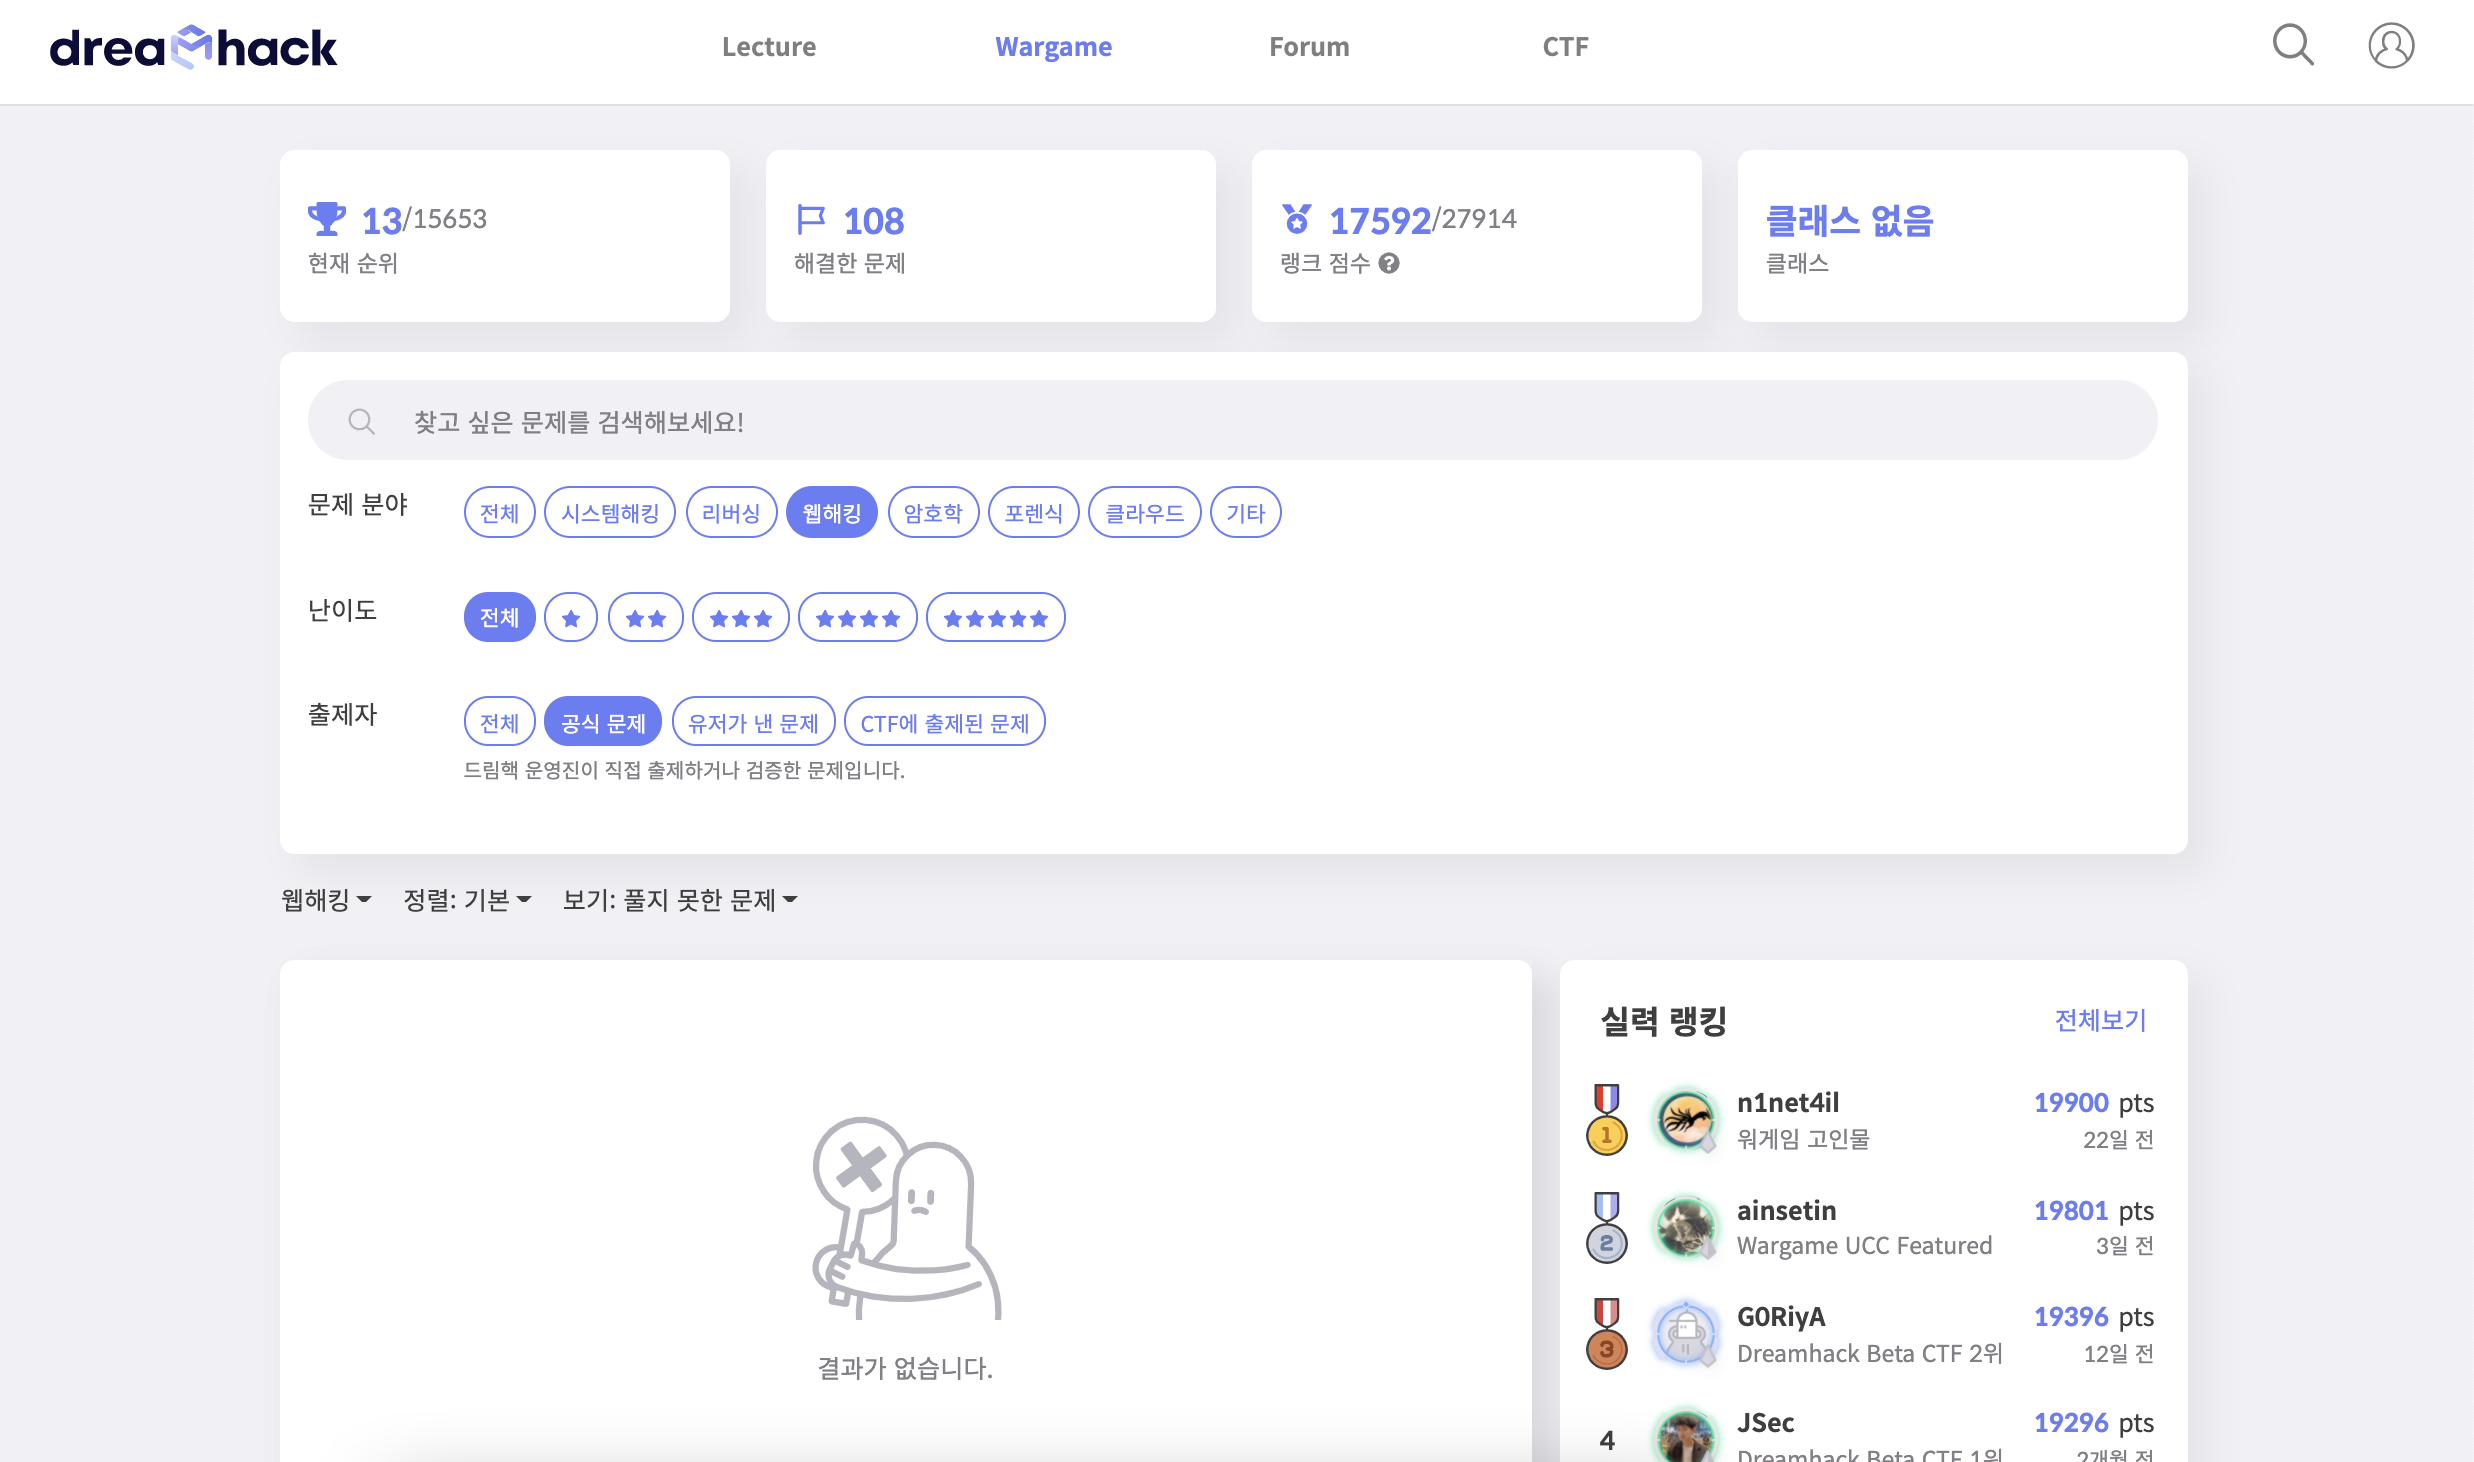 dreamhack
Lecture
Wargame
Forum
CTF
13/15653
현재 순위
108
해결한 문제
17592/27914
랭크 점수 ?
클래스 없음
클래스
찾고 싶은 문제를 검색해보세요!
문제 분야
전체
시스템해킹
리버싱
웹해킹
암호학
포렌식
클라우드
기타
난이도
전체
출제자
전체
공식 문제
유저가 낸 문제
CTF에 출제된 문제
드림핵 운영진이 직접 출제하거나 검증한 문제입니다.
웹해킹
정렬: 기본
보기: 풀지 못한 문제
결과가 없습니다.
실력 랭킹
전체보기
1
n1net4il
19900 pts
워게임 고인물
22일 전
2
ainsetin
19801 pts
Wargame UCC Featured
3일 전
3
G0RiyA
19396 pts
Dreamhack Beta CTF 2위
12일 전
4
JSec
19296 pts
Dreamhack Beta CTF 1위
2개월 전